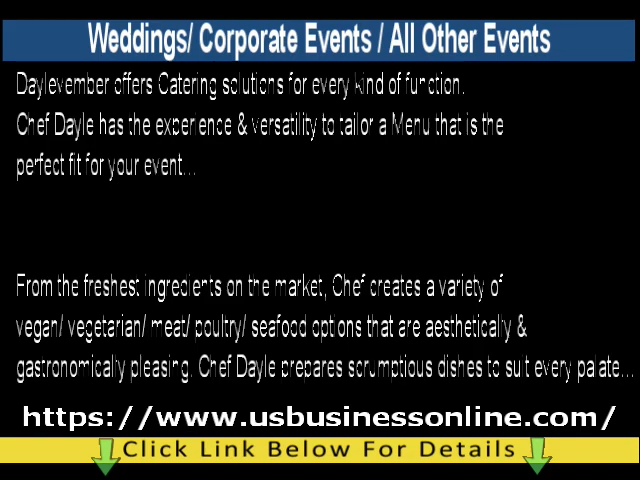 Weddings/ Corporate Events / All Other Events
Daylevember offers Catering solutions for every kind of function.
Chef Dayle has the experience & versatility to tailor a Menu that is the
perfect fit for your event...
From the freshest ingredients on the market, Chef creates a variety of
vegan/ vegetarian/ meat/ poultry/ seafood options that are aesthetically &
gastronomically pleasing. Chef Dayle prepares scrumptious dishes to suit every palate...
https://www.usbusinessonline.com/
Click Link Below For Details